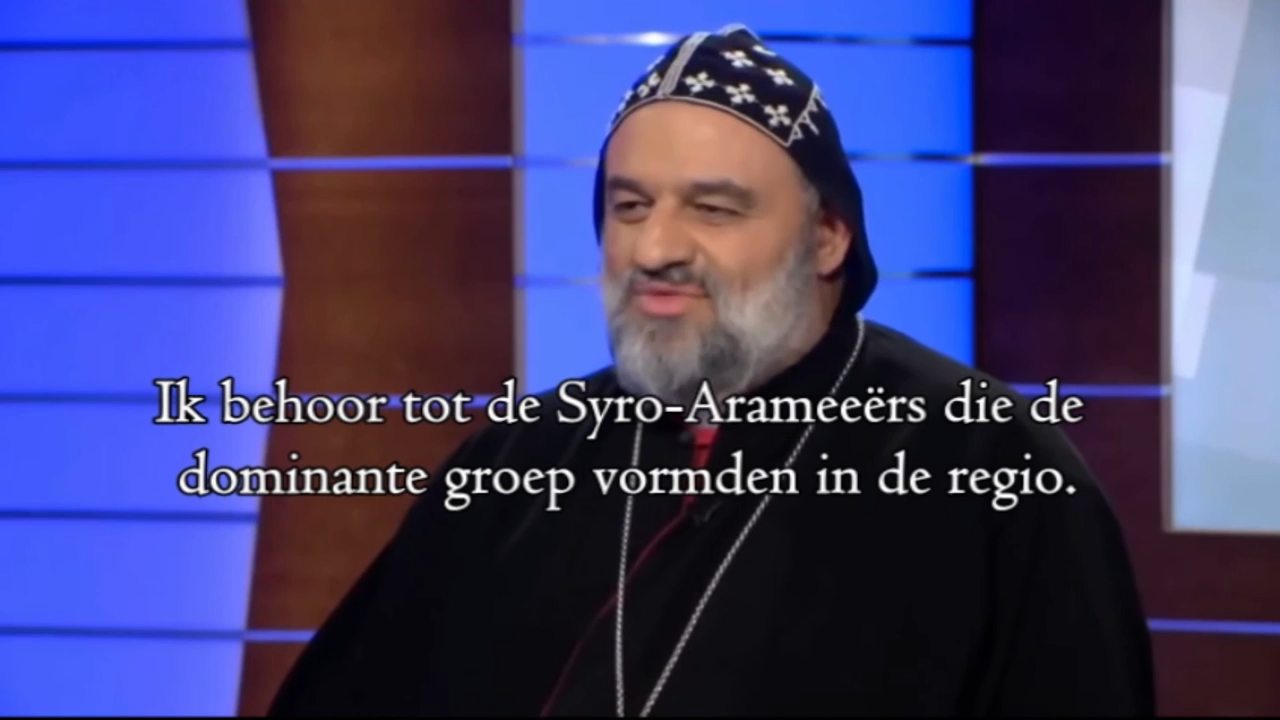 Ik behoor tot de Syro-Arameeërs die de
dominante groep vormden in de regio.